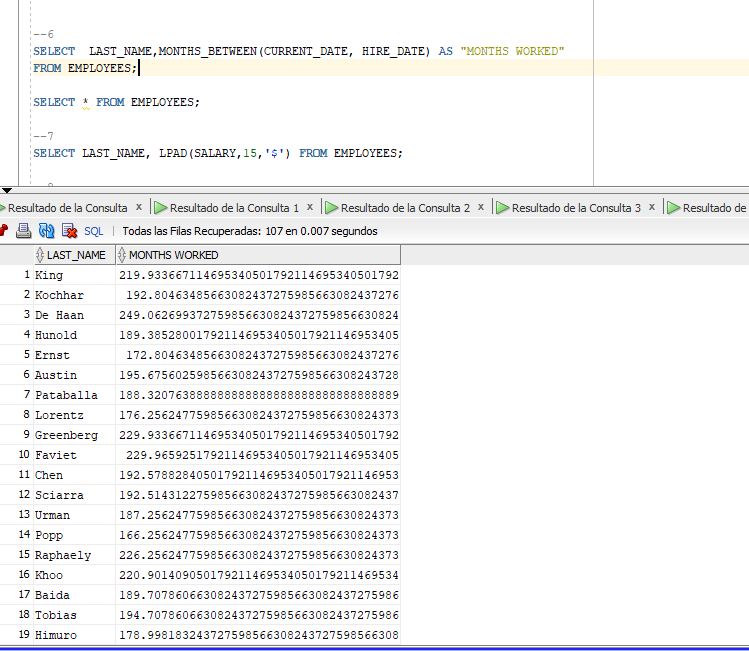 --6
SELECT  LAST_NAME,MONTHS_BETWEEN(CURRENT_DATE, HIRE_DATE) AS "MONTHS WORKED"
FROM EMPLOYEES;
SELECT * FROM EMPLOYEES;
--7
SELECT LAST_NAME, LPAD(SALARY,15,'$') FROM EMPLOYEES;
Resultado de la Consulta x Resultado de la Consulta 1 x Resultado de la Consulta 2 x Resultado de la Consulta 3 x Resultado de
SQL | Todas las Filas Recuperadas: 107 en 0.007 segundos
LAST_NAME MONTHS WORKED
1 King 219.933667114695340501792114695340501792
2 Kochhar 192.80463485663082437275985663082437276
3 De Haan 249.062699372759856630824372759856630824
4 Hunold 189.385280017921146953405017921146953405
5 Ernst 172.80463485663082437275985663082437276
6 Austin 195.675602598566308243727598566308243728
7 Pataballa 188.320763888888888888888888888888888889
8 Lorentz 176.256247759856630824372759856630824373
9 Greenberg 229.933667114695340501792114695340501792
10 Faviet 229.96592517921146953405017921146953405
11 Chen 192.578828405017921146953405017921146953
12 Sciarra 192.514312275985663082437275985663082437
13 Urman 187.256247759856630824372759856630824373
14 Popp 166.256247759856630824372759856630824373
15 Raphaely 226.256247759856630824372759856630824373
16 Khoo 220.901409050179211469534050179211469534
17 Baida 189.707860663082437275985663082437275986
18 Tobias 194.707860663082437275985663082437275986
19 Himuro 178.998183243727598566308243727598566308